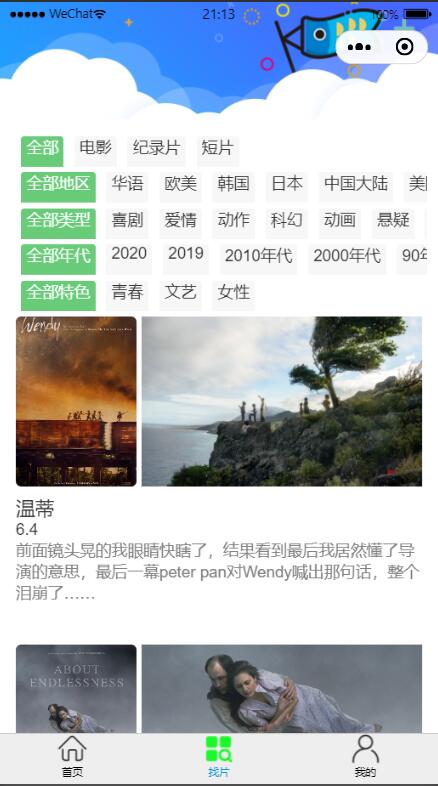 WeChat 21:13 100%
全部 电影 纪录片 短片
全部地区 华语 欧美 韩国 日本 中国大陆 美
全部类型 喜剧 爱情 动作 科幻 动画 悬疑
全部年代 2020 2019 2010年代 2000年代 90年
全部特色 青春 文艺 女性
Wendy
温蒂
6.4
前面镜头晃的我眼睛快瞎了，结果看到最后我居然懂了导
演的意思，最后一幕peter pan对Wendy喊出那句话，整个
泪崩了……
ABOUT
ENDLESSNESS
首页 找片 我的